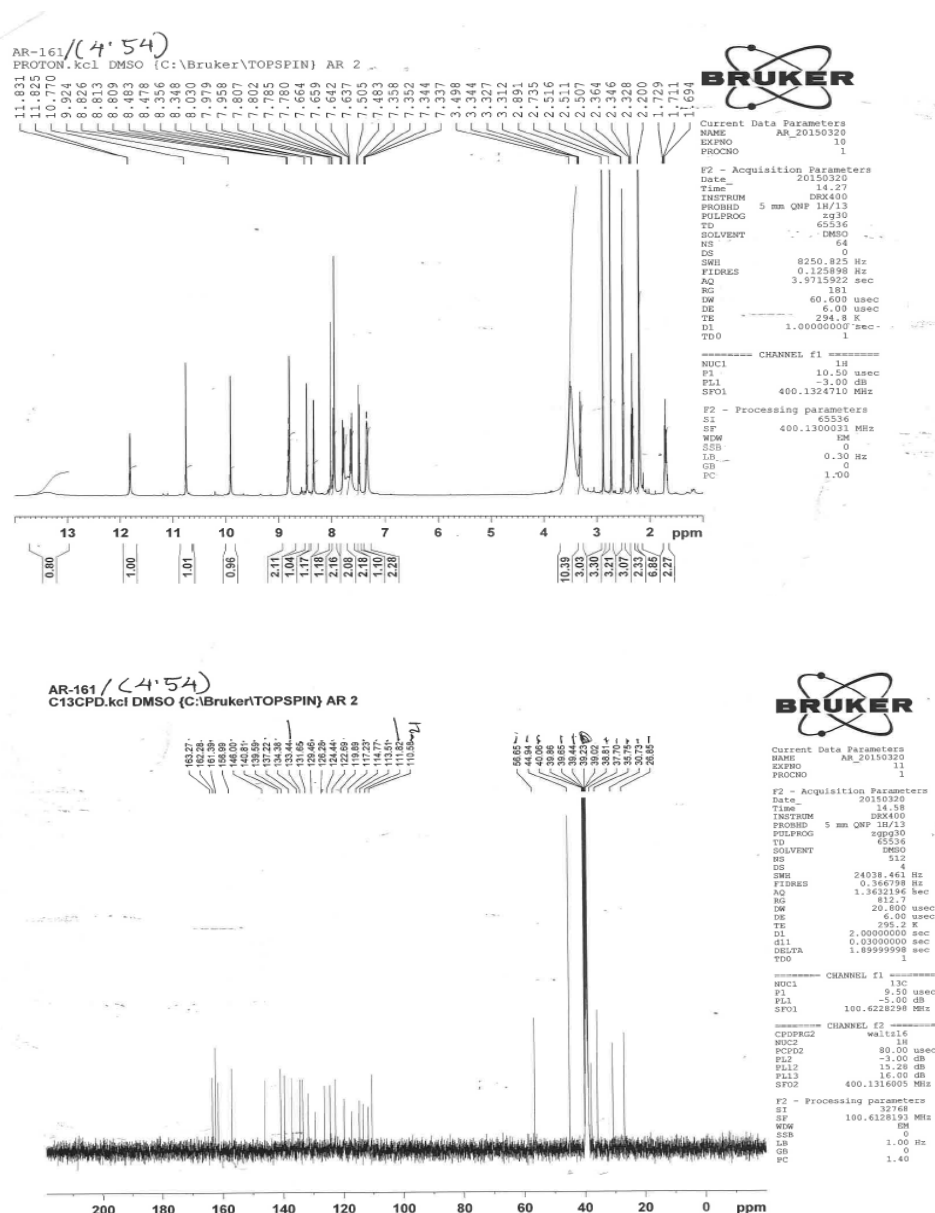 AR-161/(4'54)
PROTON.kcl DMSO {C:\Bruker\TOPSPIN} AR 2
11.831
11.825
10.770
9.924
8.826
8.813
8.809
8.483
8.478
8.356
8.348
8.030
7.979
7.958
7.807
7.802
7.785
7.780
7.664
7.659
7.642
7.637
7.505
7.483
7.358
7.352
7.344
7.337
3.498
3.344
3.327
3.312
2.891
2.735
2.516
2.511
2.507
2.364
2.346
2.328
2.200
1.729
1.711
1.694
BRUKER
Current Data Parameters
NAME AR_20150320
EXPNO 10
PROCNO 1
F2 - Acquisition Parameters
Date_ 20150320
Time 14.27
INSTRUM DRX400
PROBHD 5 mm QNP 1H/13
PULPROG zg30
TD 65536
SOLVENT DMSO
NS 64
DS 0
SWH 8250.825 Hz
FIDRES 0.125898 Hz
AQ 3.9715922 sec
RG 181
DW 60.600 usec
DE 6.00 usec
TE 294.8 K
D1 1.00000000 sec
TD0 1
======== CHANNEL f1 ========
NUC1 1H
P1 10.50 usec
PL1 -3.00 dB
SFO1 400.1324710 MHz
F2 - Processing parameters
SI 65536
SF 400.1300031 MHz
WDW EM
SSB 0
LB 0.30 Hz
GB 0
PC 1.00
13 12 11 10 9 8 7 6 5 4 3 2 ppm
0.80
1.00
1.01
0.96
2.11
1.04
1.17
1.18
2.16
2.08
2.18
1.10
2.28
10.39
3.03
3.30
3.21
3.07
2.33
6.85
2.27
AR-161/(4'54)
C13CPD.kcl DMSO {C:\Bruker\TOPSPIN} AR 2
163.27
162.28
161.39
156.99
146.00
140.81
139.59
137.22
134.38
133.44
131.65
129.46
126.26
124.44
122.69
119.89
117.23
114.77
113.51
111.82
110.58
56.65
44.94
40.06
39.86
39.65
39.44
39.23
39.02
38.81
37.70
35.75
30.73
26.85
BRUKER
Current Data Parameters
NAME AR_20150320
EXPNO 11
PROCNO 1
F2 - Acquisition Parameters
Date_ 20150320
Time 14.58
INSTRUM DRX400
PROBHD 5 mm QNP 1H/13
PULPROG zgpg30
TD 65536
SOLVENT DMSO
NS 512
DS 4
SWH 24038.461 Hz
FIDRES 0.366798 Hz
AQ 1.3632196 sec
RG 812.7
DW 20.800 usec
DE 6.00 usec
TE 295.2 K
D1 2.00000000 sec
d11 0.03000000 sec
DELTA 1.89999998 sec
TD0 1
======== CHANNEL f1 ========
NUC1 13C
P1 9.50 usec
PL1 -5.00 dB
SFO1 100.6228298 MHz
======== CHANNEL f2 ========
CPDPRG2 waltz16
NUC2 1H
PCPD2 80.00 usec
PL2 -3.00 dB
PL12 15.28 dB
PL13 16.00 dB
SFO2 400.1316005 MHz
F2 - Processing parameters
SI 32768
SF 100.6128193 MHz
WDW EM
SSB 0
LB 1.00 Hz
GB 0
PC 1.40
200 180 160 140 120 100 80 60 40 20 0 ppm